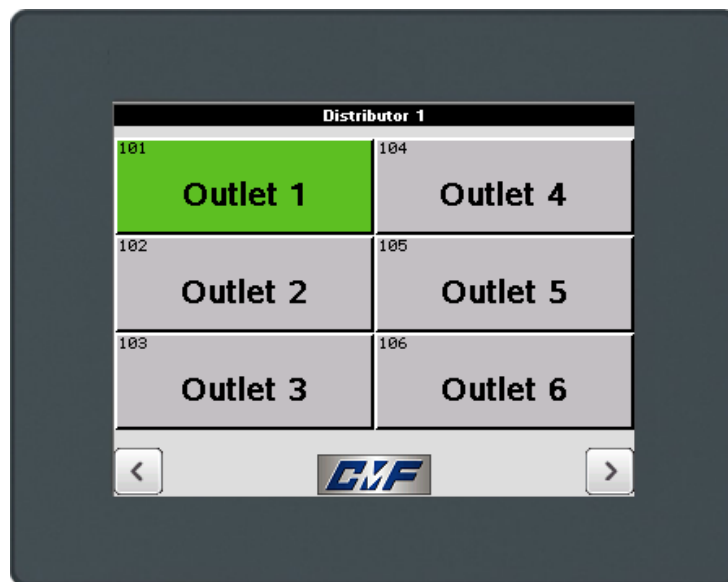 Distributor 1
101
Outlet 1
104
Outlet 4
102
Outlet 2
105
Outlet 5
103
Outlet 3
106
Outlet 6
<
CMF
>